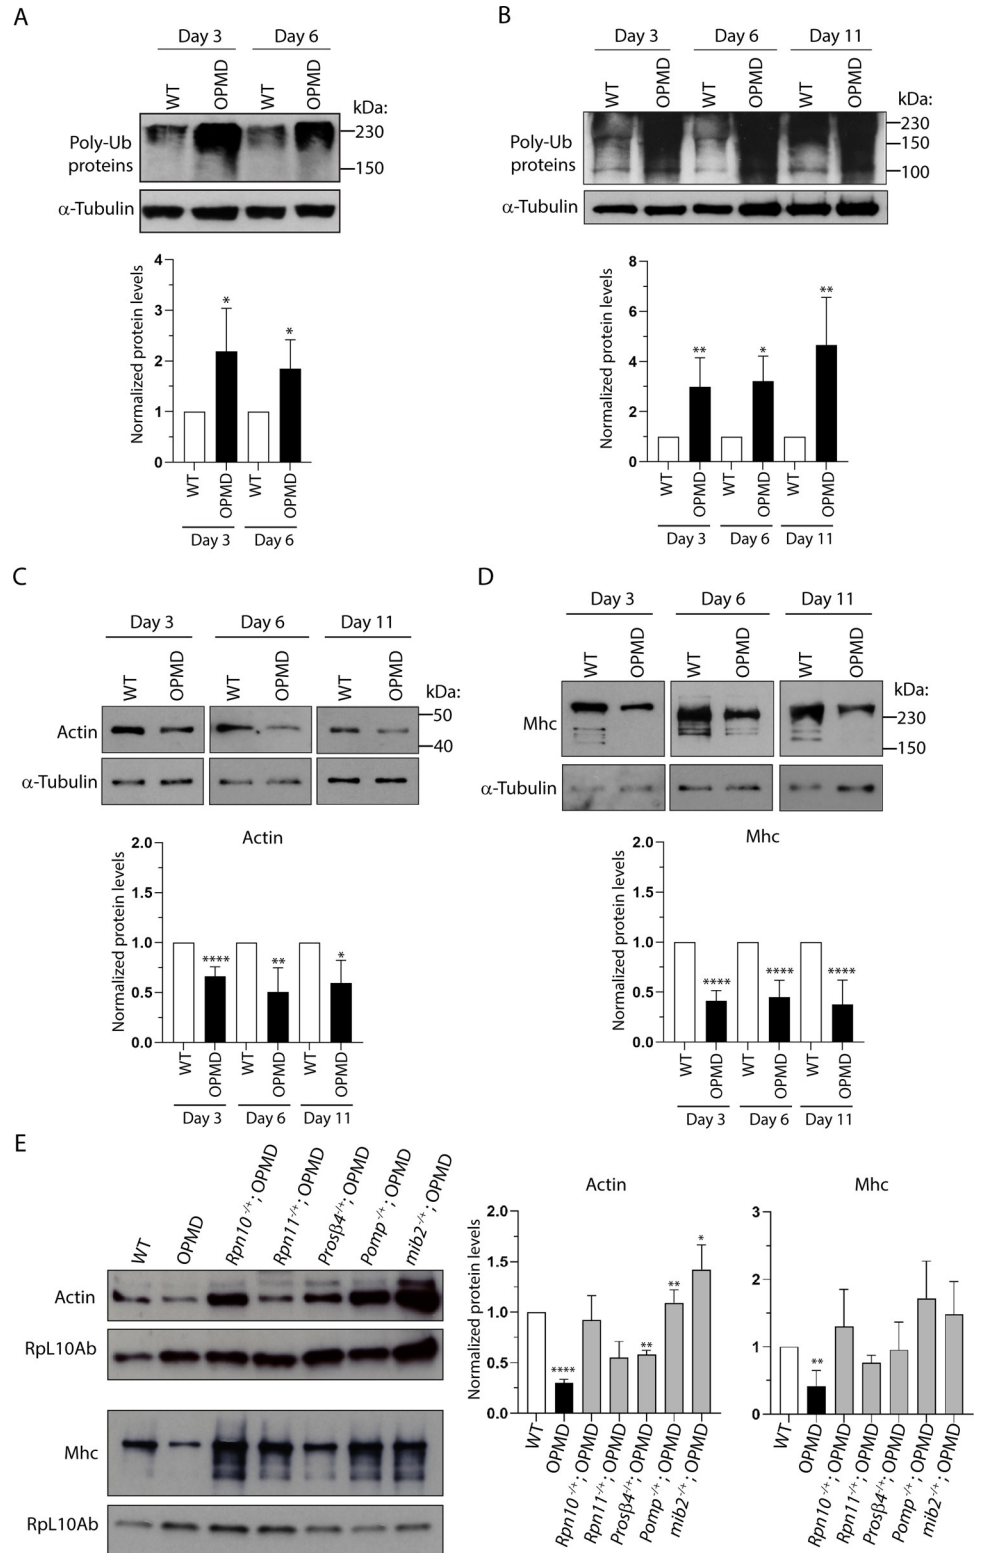 A
Day 3 Day 6
WT OPMD WT OPMD
kDa:
Poly-Ub
proteins
230
150
α-Tubulin
Normalized protein levels
4
*
3
*
2
1
0
WT OPMD WT OPMD
Day 3 Day 6
B
Day 3 Day 6 Day 11
WT OPMD WT OPMD WT OPMD
kDa:
Poly-Ub
proteins
230
150
100
α-Tubulin
Normalized protein levels
8
**
6
** *
4
2
0
WT OPMD WT OPMD WT OPMD
Day 3 Day 6 Day 11
C
Day 3 Day 6 Day 11
WT OPMD WT OPMD WT OPMD
kDa:
50
Actin
40
α-Tubulin
Actin
Normalized protein levels
2.0
1.5
1.0
**** ** *
0.5
0.0
WT OPMD WT OPMD WT OPMD
Day 3 Day 6 Day 11
D
Day 3 Day 6 Day 11
WT OPMD WT OPMD WT OPMD
kDa:
Mhc
230
150
α-Tubulin
Mhc
Normalized protein levels
2.0
1.5
1.0
**** **** ****
0.5
0.0
WT OPMD WT OPMD WT OPMD
Day 3 Day 6 Day 11
E
WT OPMD Rpn10-/+; OPMD Rpn11-/+; OPMD Prosβ4-/+; OPMD Pomp-/+; OPMD mib2-/+; OPMD
Actin
RpL10Ab
Mhc
RpL10Ab
Actin
Normalized protein levels
2.0
*
1.5
**
1.0
**** **
0.5
0.0
WT OPMD Rpn10-/+; OPMD Rpn11-/+; OPMD Prosβ4-/+; OPMD Pomp-/+; OPMD mib2-/+; OPMD
Mhc
3
2
1
**
0
WT OPMD Rpn10-/+; OPMD Rpn11-/+; OPMD Prosβ4-/+; OPMD Pomp-/+; OPMD mib2-/+; OPMD